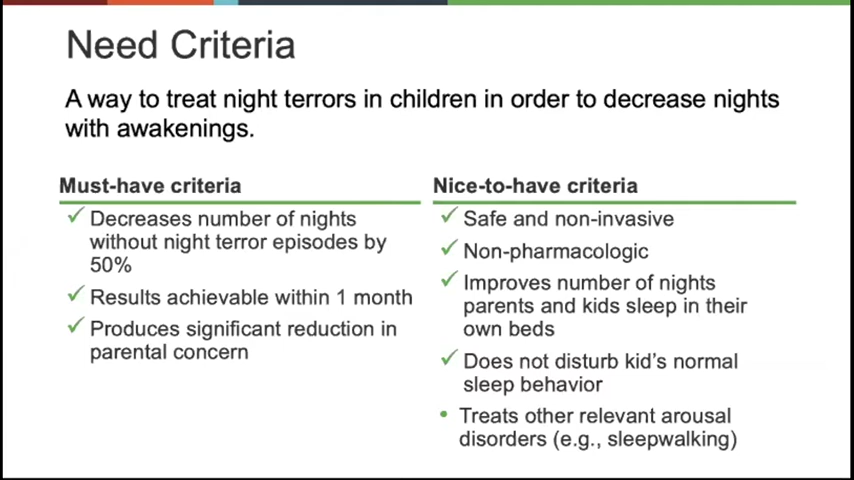 Need Criteria
A way to treat night terrors in children in order to decrease nights
with awakenings.
Must-have criteria
✓ Decreases number of nights
without night terror episodes by
50%
✓ Results achievable within 1 month
✓ Produces significant reduction in
parental concern
Nice-to-have criteria
✓ Safe and non-invasive
✓ Non-pharmacologic
✓ Improves number of nights
parents and kids sleep in their
own beds
✓ Does not disturb kid's normal
sleep behavior
• Treats other relevant arousal
disorders (e.g., sleepwalking)